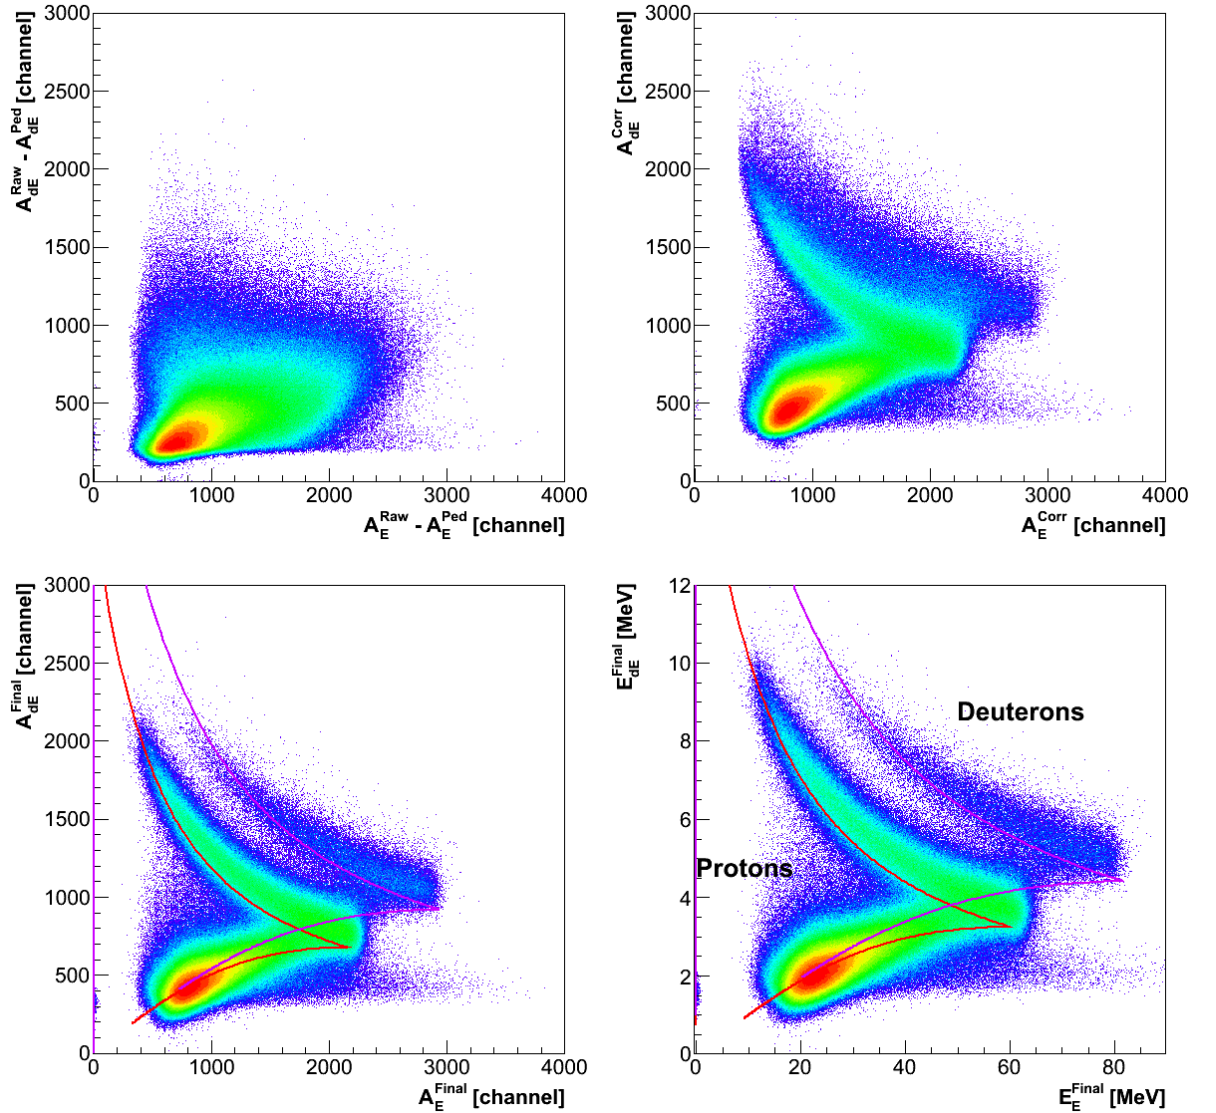 3000
2500
2000
1500
1000
500
0
A_dE^Raw - A_dE^Ped [channel]
0 1000 2000 3000 4000
A_E^Raw - A_E^Ped [channel]
3000
2500
2000
1500
1000
500
0
A_dE^Corr [channel]
0 1000 2000 3000 4000
A_E^Corr [channel]
3000
2500
2000
1500
1000
500
0
A_dE^Final [channel]
0 1000 2000 3000 4000
A_E^Final [channel]
12
10
8
6
4
2
0
E_dE^Final [MeV]
Deuterons
Protons
0 20 40 60 80
E_E^Final [MeV]